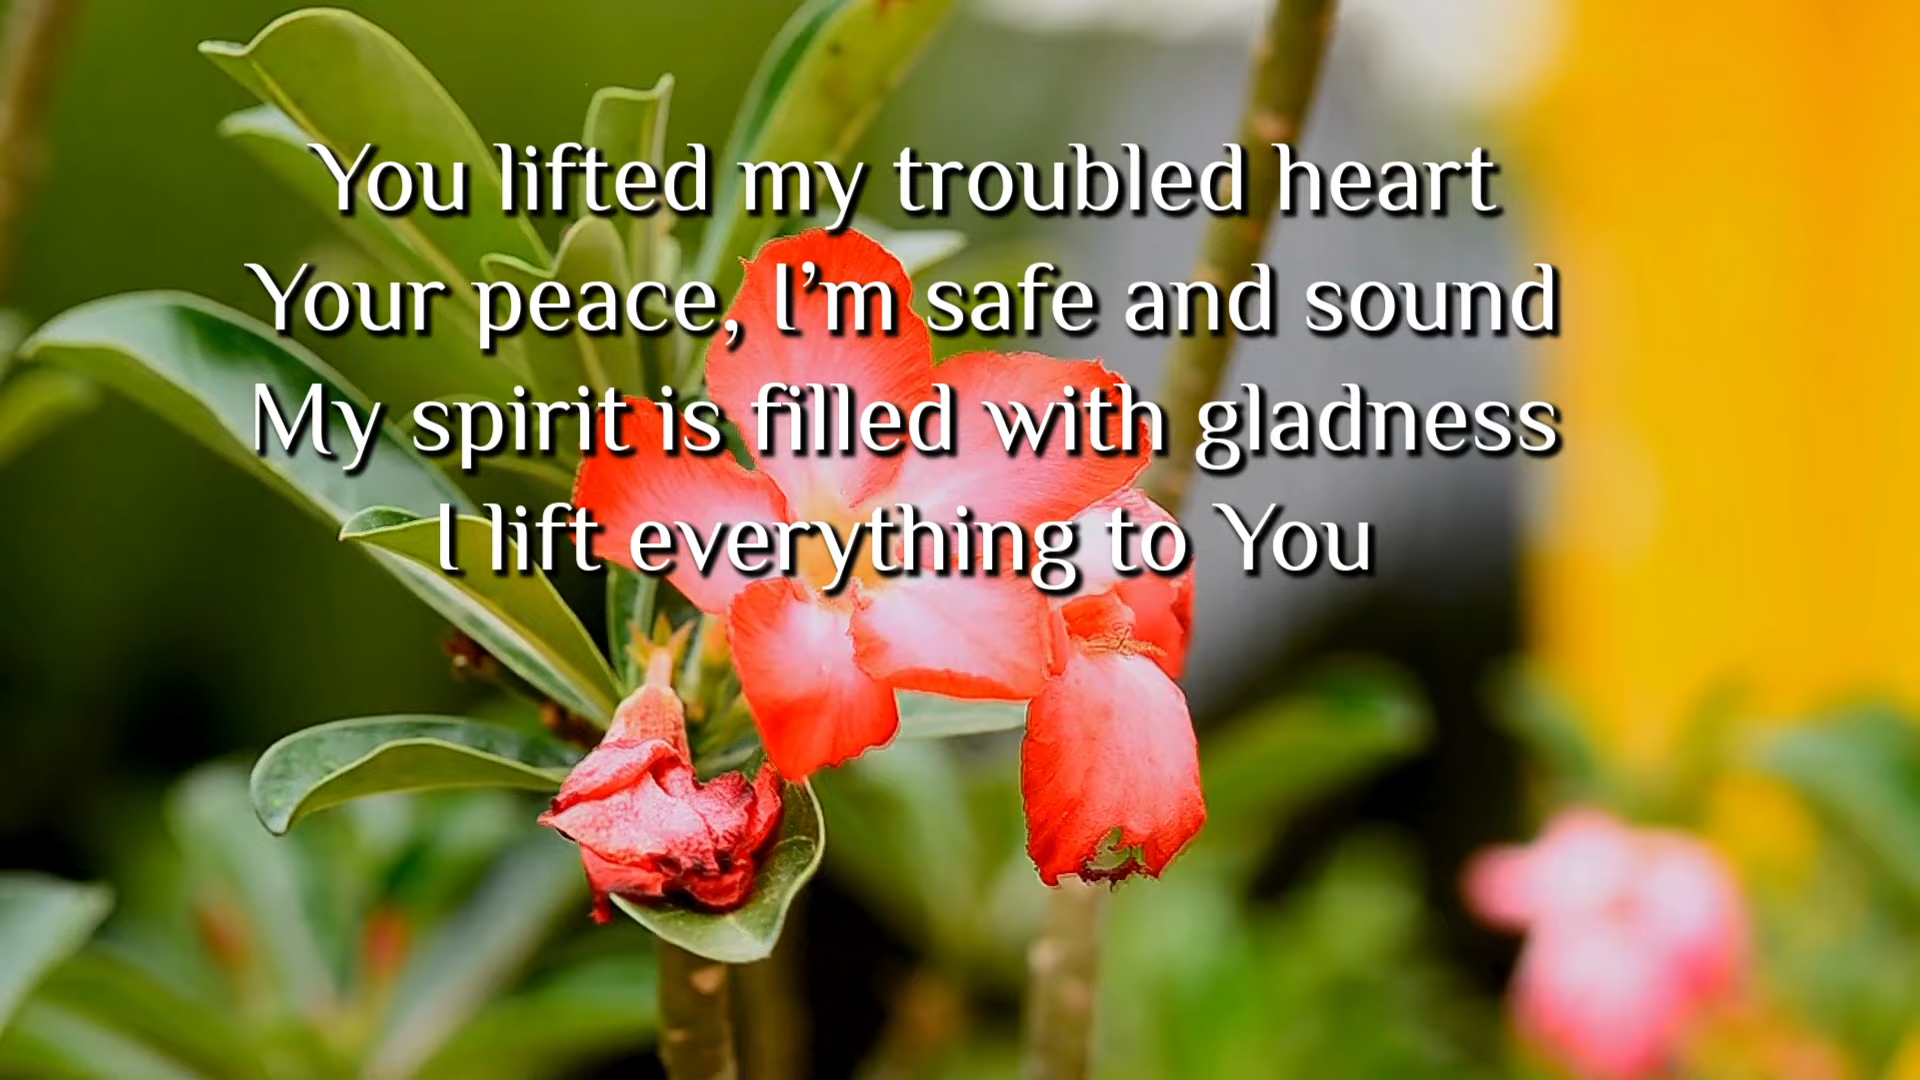 You lifted my troubled heart
Your peace, I’m safe and sound
My spirit is filled with gladness
I lift everything to You